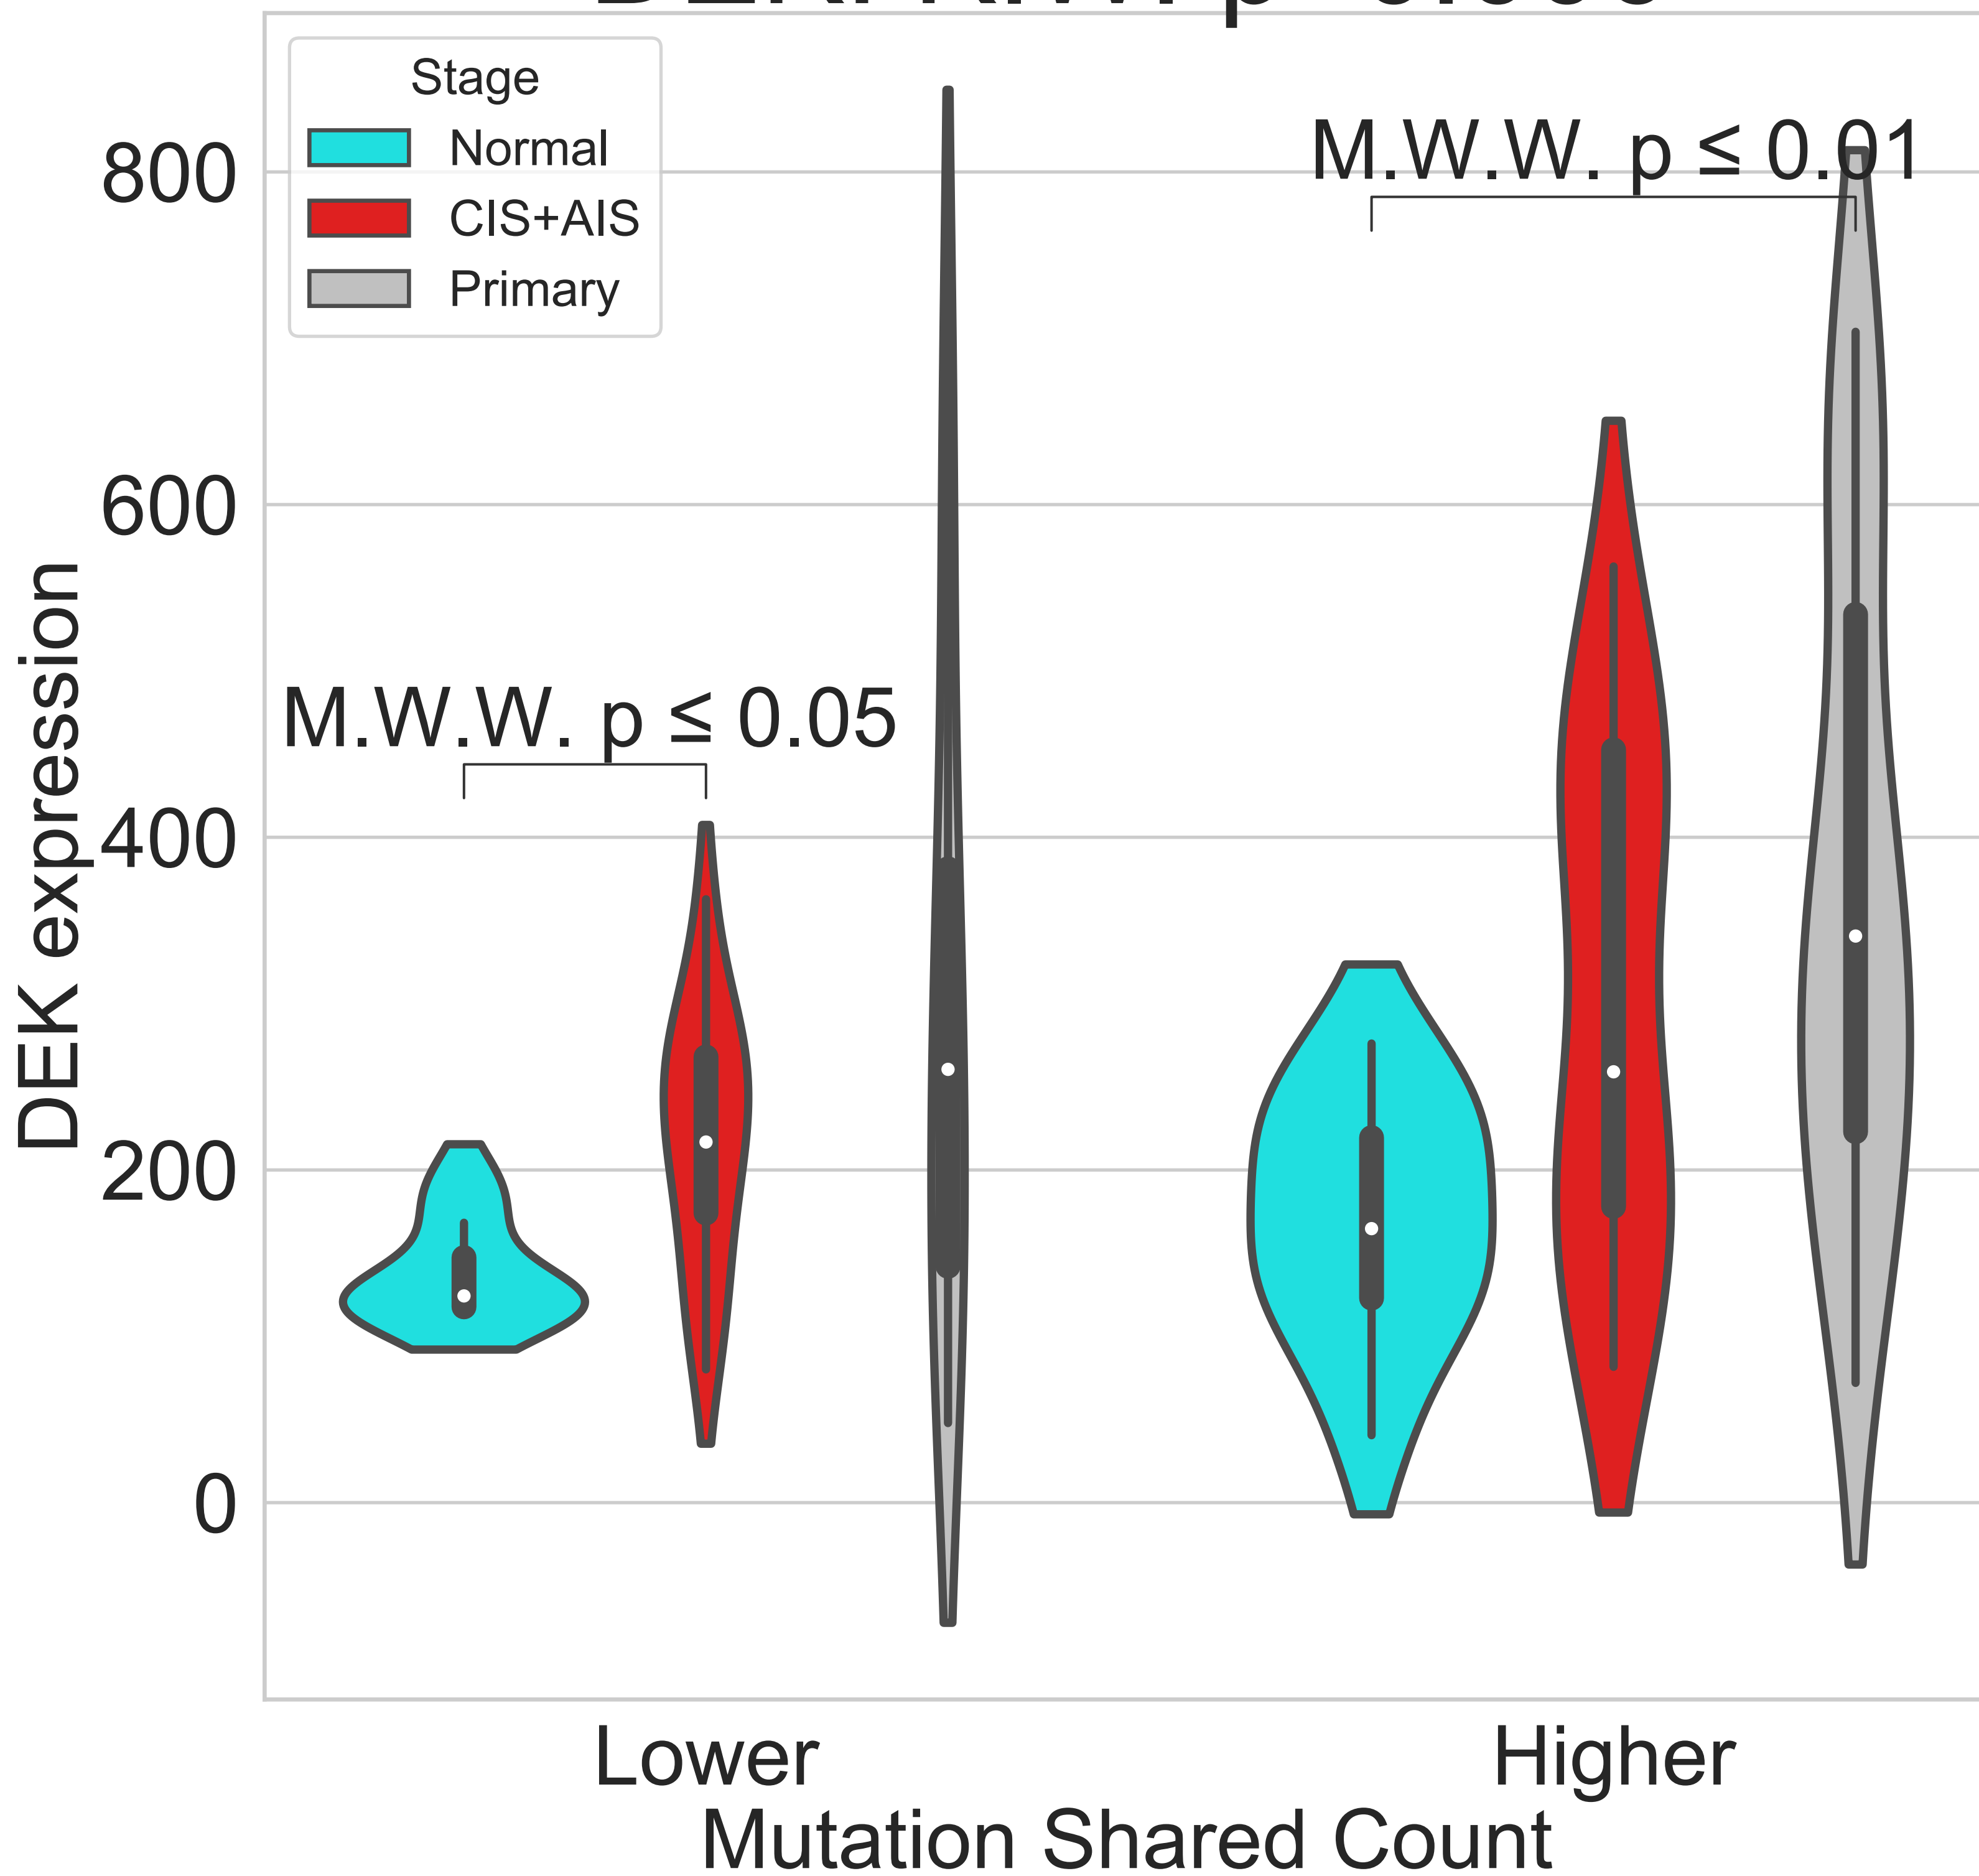 Stage
Normal
CIS+AIS
Primary
M.W.W. p ≤ 0.01
M.W.W. p ≤ 0.05
800
600
400
200
0
DEK expression
Lower
Higher
Mutation Shared Count